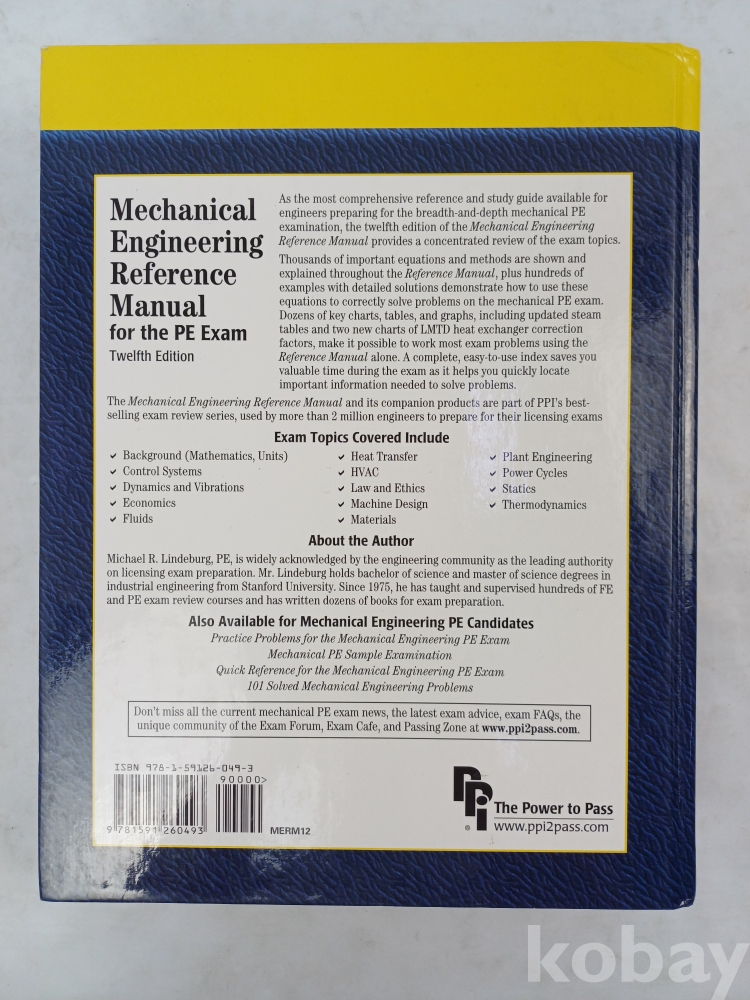 Mechanical
Engineering
Reference
Manual
for the PE Exam
Twelfth Edition
As the most comprehensive reference and study guide available for
engineers preparing for the breadth-and-depth mechanical PE
examination, the twelfth edition of the Mechanical Engineering
Reference Manual provides a concentrated review of the exam topics.
Thousands of important equations and methods are shown and
explained throughout the Reference Manual, plus hundreds of
examples with detailed solutions demonstrate how to use these
equations to correctly solve problems on the mechanical PE exam.
Dozens of key charts, tables, and graphs, including updated steam
tables and two new charts of LMTD heat exchanger correction
factors, make it possible to work most exam problems using the
Reference Manual alone. A complete, easy-to-use index saves you
valuable time during the exam as it helps you quickly locate
important information needed to solve problems.
The Mechanical Engineering Reference Manual and its companion products are part of PPI's best-
selling exam review series, used by more than 2 million engineers to prepare for their licensing exams
Exam Topics Covered Include
✓ Background (Mathematics, Units)
✓ Control Systems
✓ Dynamics and Vibrations
✓ Economics
✓ Fluids
✓ Heat Transfer
✓ HVAC
✓ Law and Ethics
✓ Machine Design
✓ Materials
✓ Plant Engineering
✓ Power Cycles
✓ Statics
✓ Thermodynamics
About the Author
Michael R. Lindeburg, PE, is widely acknowledged by the engineering community as the leading authority
on licensing exam preparation. Mr. Lindeburg holds bachelor of science and master of science degrees in
industrial engineering from Stanford University. Since 1975, he has taught and supervised hundreds of FE
and PE exam review courses and has written dozens of books for exam preparation.
Also Available for Mechanical Engineering PE Candidates
Practice Problems for the Mechanical Engineering PE Exam
Mechanical PE Sample Examination
Quick Reference for the Mechanical Engineering PE Exam
101 Solved Mechanical Engineering Problems
Don't miss all the current mechanical PE exam news, the latest exam advice, exam FAQs, the
unique community of the Exam Forum, Exam Cafe, and Passing Zone at www.ppi2pass.com.
ISBN 978-1-59126-049-3
90000>
9 781591 260493
MERM12
PPi
®
The Power to Pass
www.ppi2pass.com
kobay